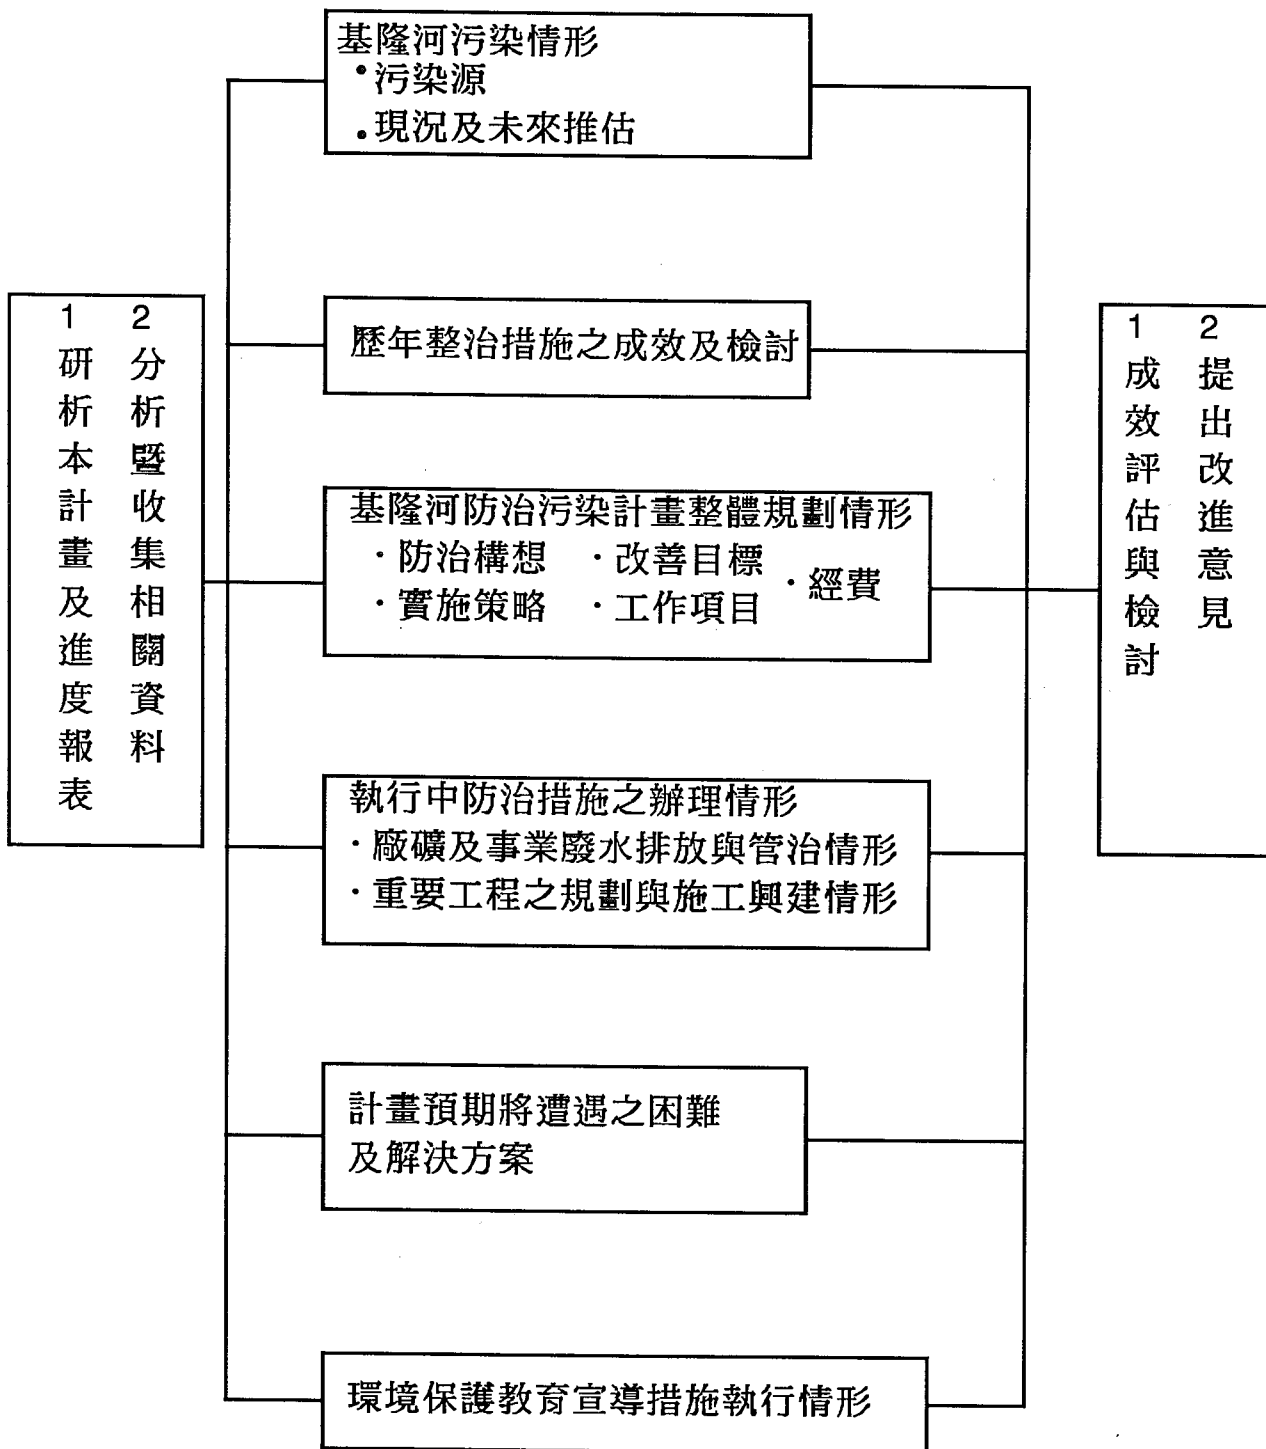 1 研析本計畫及進度報表
2 分析暨收集相關資料
基隆河污染情形
•污染源
•現況及未來推估
歷年整治措施之成效及檢討
基隆河防治污染計畫整體規劃情形
·防治構想 ·改善目標 ·經費
·實施策略 ·工作項目
執行中防治措施之辦理情形
·廠礦及事業廢水排放與管治情形
·重要工程之規劃與施工興建情形
計畫預期將遭遇之困難
及解決方案
環境保護教育宣導措施執行情形
1 成效評估與檢討
2 提出改進意見